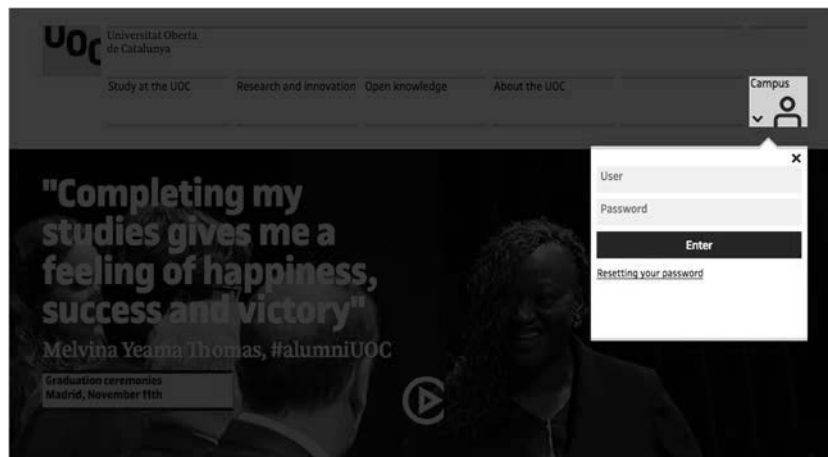 UOC
Universitat Oberta
de Catalunya
Study at the UOC
Research and innovation
Open knowledge
About the UOC
Campus
User
Password
Enter
Resetting your password
"Completing my
studies gives me a
feeling of happiness,
success and victory"
Melvina Yeama Thomas, #alumniUOC
Graduation ceremonies
Madrid, November 11th